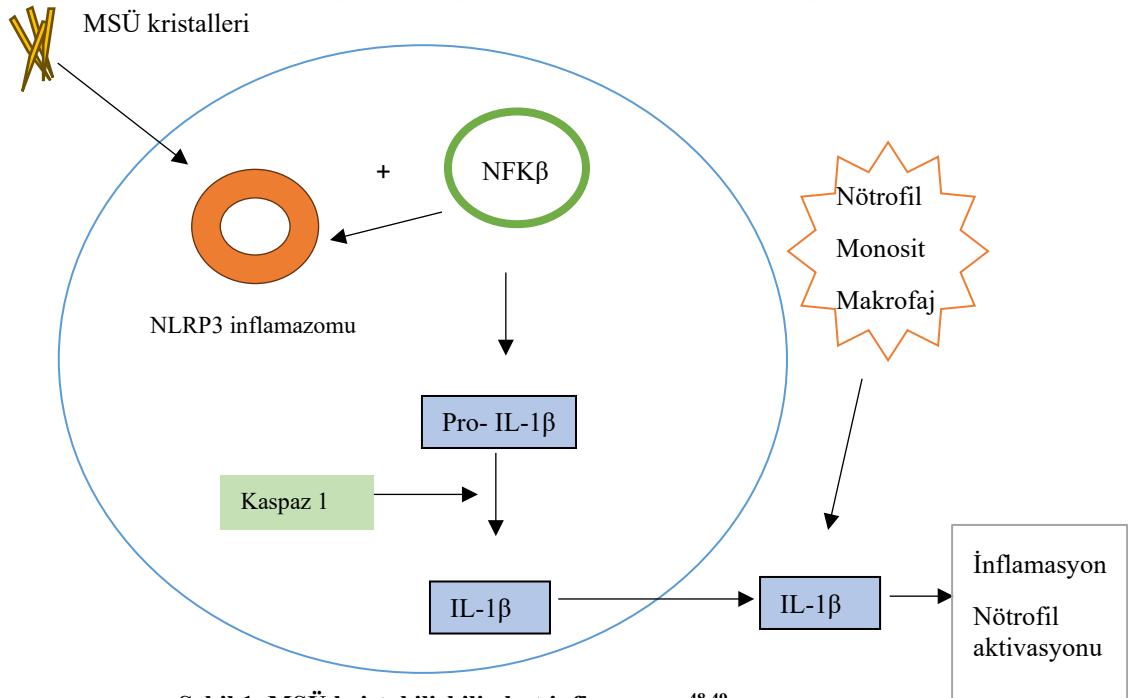 MSÜ kristalleri
+
NFKβ
NLRP3 inflamazomu
Nötrofil
Monosit
Makrofaj
Pro- IL-1β
Kaspaz 1
IL-1β
IL-1β
İnflamasyon
Nötrofil
aktivasyonu